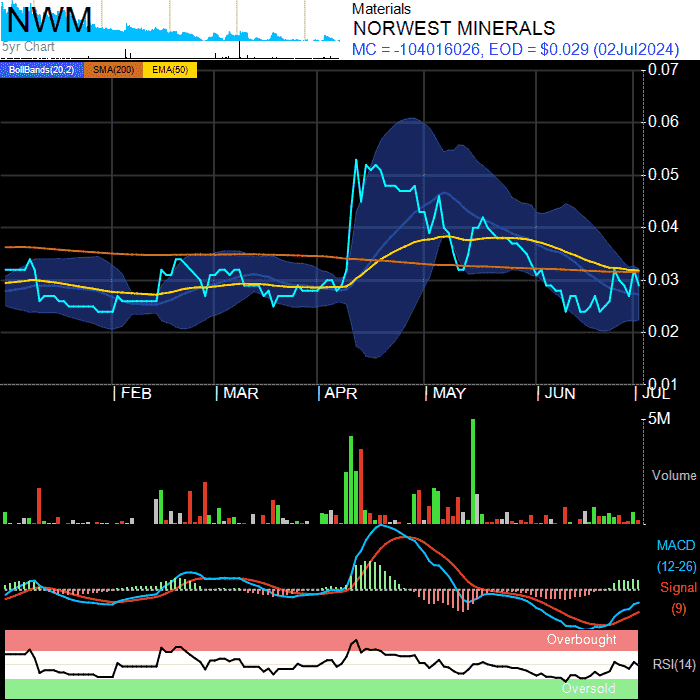 NWM
5yr Chart
Materials
NORWEST MINERALS
MC = -104016026, EOD = $0.029 (02Jul2024)
BollBands(20,2) SMA(200) EMA(50)
0.07
0.06
0.05
0.04
0.03
0.02
0.01
FEB MAR APR MAY JUN JUL
5M
Volume
MACD
(12-26)
Signal
(9)
Overbought
RSI(14)
Oversold